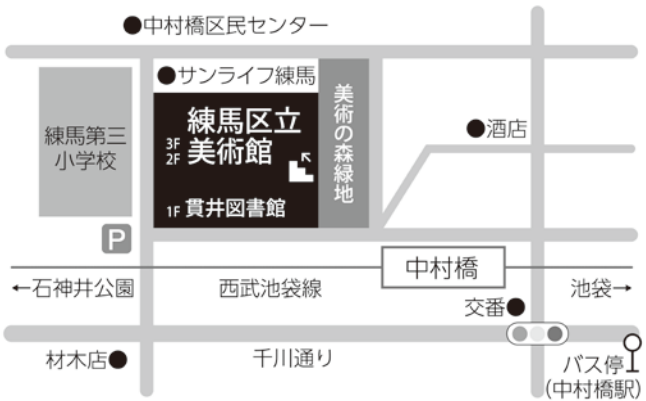 ●中村橋区民センター
●サンライフ練馬
練馬第三
小学校
練馬区立
3F
2F
美術館
1F 貫井図書館
美術の森緑地
●酒店
P
中村橋
←石神井公園
西武池袋線
池袋→
交番●
材木店●
千川通り
バス停
(中村橋駅)